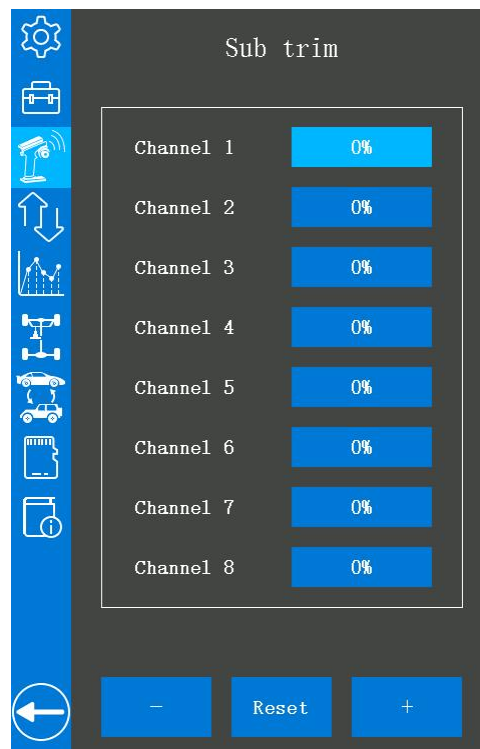 Sub trim
Channel 1 0%
Channel 2 0%
Channel 3 0%
Channel 4 0%
Channel 5 0%
Channel 6 0%
Channel 7 0%
Channel 8 0%
- Reset +